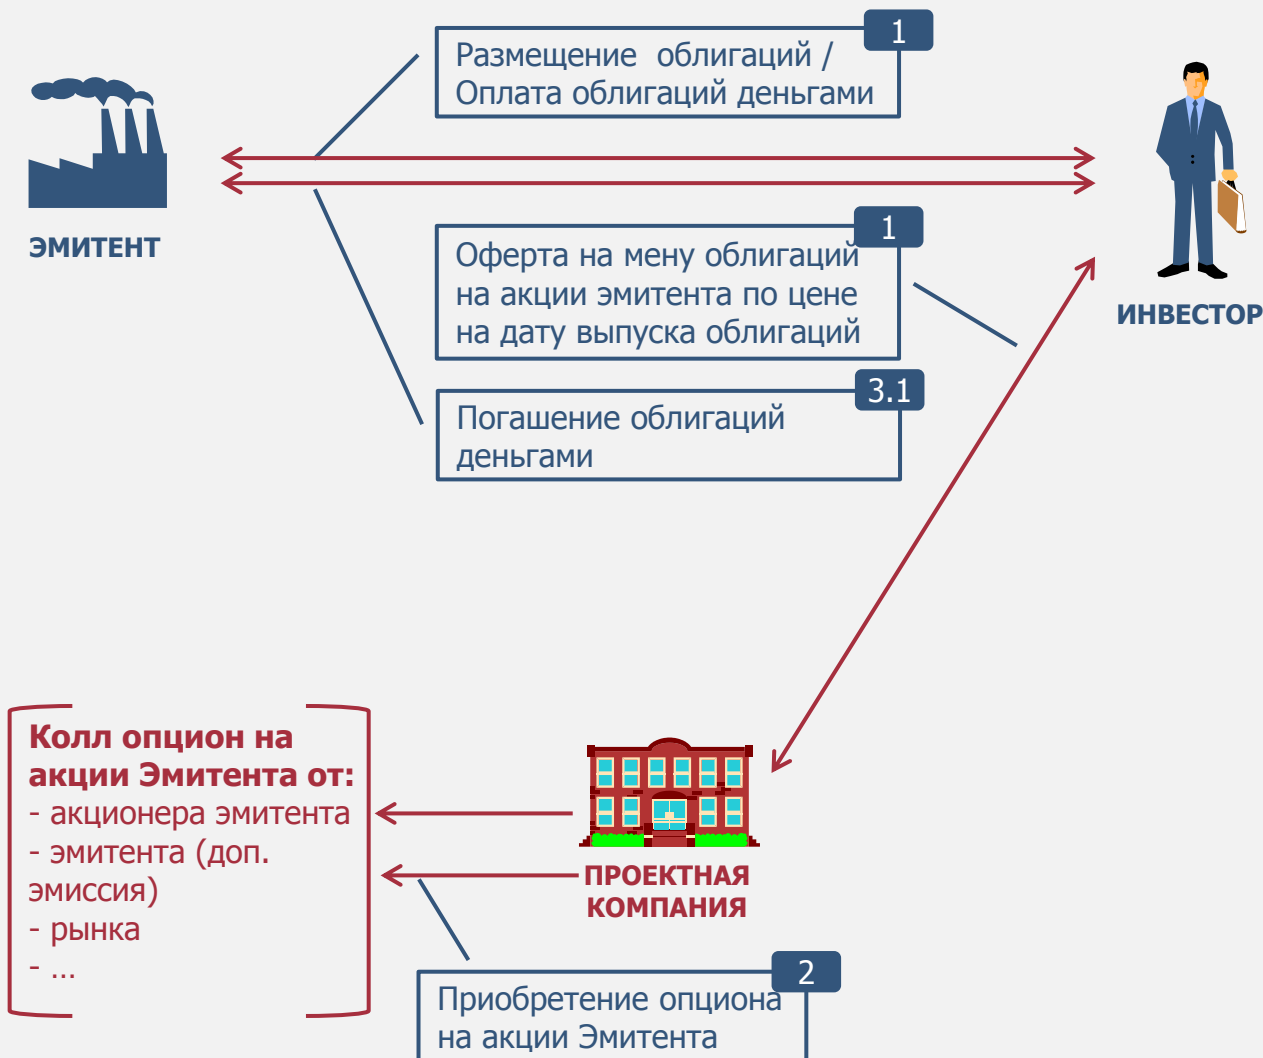 1
Размещение облигаций /
Оплата облигаций деньгами
ЭМИТЕНТ
1
Оферта на мену облигаций
на акции эмитента по цене
на дату выпуска облигаций
ИНВЕСТОР
3.1
Погашение облигаций
деньгами
Колл опцион на
акции Эмитента от:
- акционера эмитента
- эмитента (доп.
эмиссия)
- рынка
- ...
ПРОЕКТНАЯ
КОМПАНИЯ
2
Приобретение опциона
на акции Эмитента